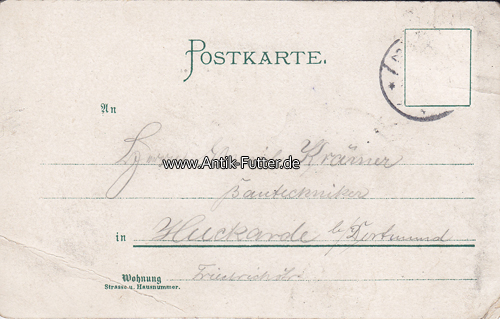 POSTKARTE.
An
Herrn Krämer
www.Antik-Futter.de
Bautechniker
in Huckarde b/Dortmund
Wohnung
Strasse u. Hausnummer.